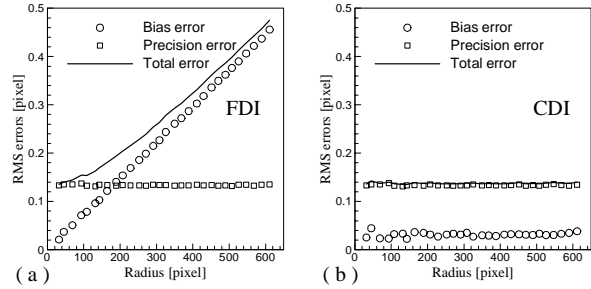 0.5
0.4
0.3
0.2
0.1
0
RMS errors [pixel]
Bias error
Precision error
Total error
FDI
0 100 200 300 400 500 600
Radius [pixel]
( a )
0.5
0.4
0.3
0.2
0.1
0
RMS errors [pixel]
Bias error
Precision error
Total error
CDI
0 100 200 300 400 500 600
Radius [pixel]
( b )